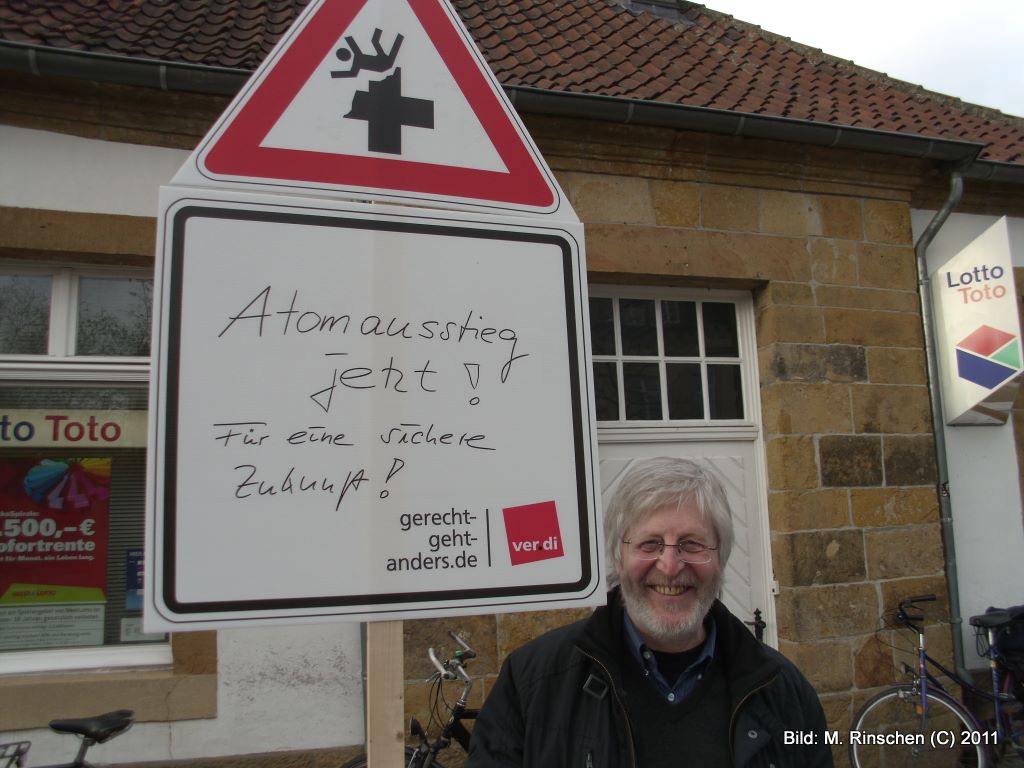 Atomausstieg
jetzt!
Für eine sichere
Zukunft!
gerecht-
geht-
anders.de
ver.di
Lotto
Toto
to Toto
.500,-€
ofortrente
Bild: M. Rinschen (C) 2011